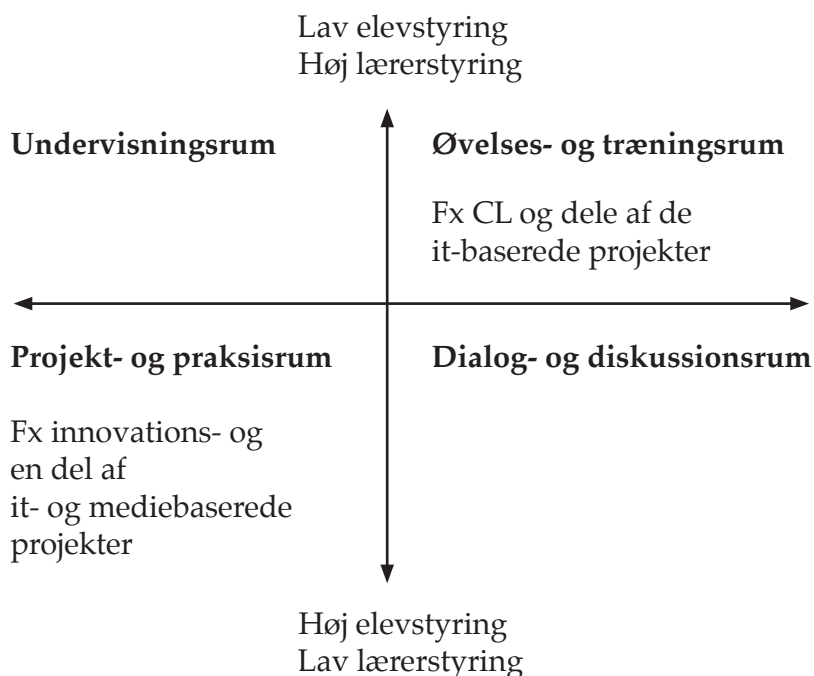 Lav elevstyring
Høj lærerstyring
Undervisningsrum
Øvelses- og træningsrum
Fx CL og dele af de
it-baserede projekter
Projekt- og praksisrum
Dialog- og diskussionsrum
Fx innovations- og
en del af
it- og mediebaserede
projekter
Høj elevstyring
Lav lærerstyring